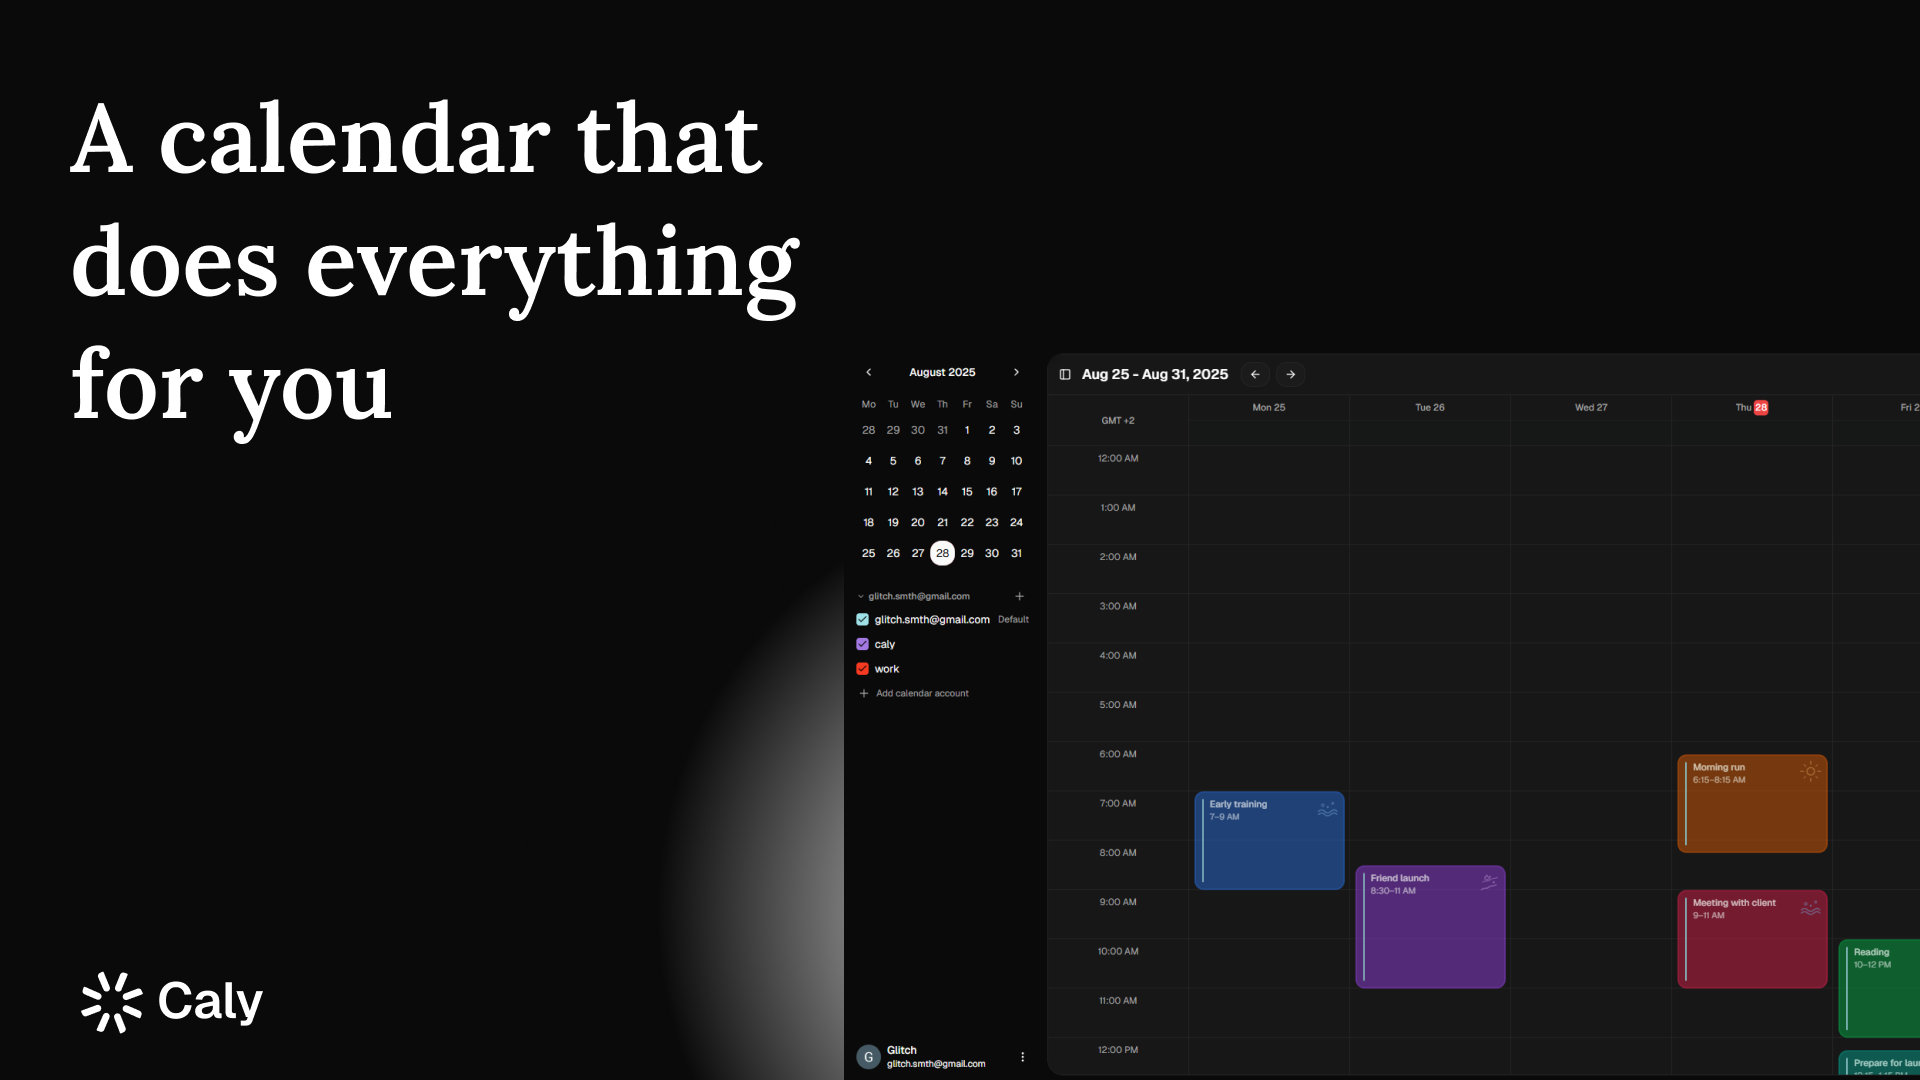 A calendar that
does everything
for you
Caly
August 2025
Mo Tu We Th Fr Sa Su
28 29 30 31 1 2 3
4 5 6 7 8 9 10
11 12 13 14 15 16 17
18 19 20 21 22 23 24
25 26 27 28 29 30 31
glitch.smth@gmail.com
glitch.smth@gmail.com Default
caly
work
Add calendar account
G
Glitch
glitch.smth@gmail.com
Aug 25 - Aug 31, 2025
GMT +2
Mon 25
Tue 26
Wed 27
Thu 28
Fri 2
12:00 AM
1:00 AM
2:00 AM
3:00 AM
4:00 AM
5:00 AM
6:00 AM
7:00 AM
8:00 AM
9:00 AM
10:00 AM
11:00 AM
12:00 PM
Early training
7–9 AM
Friend launch
8:30–11 AM
Morning run
6:15–8:15 AM
Meeting with client
9–11 AM
Reading
10–12 PM
Prepare for